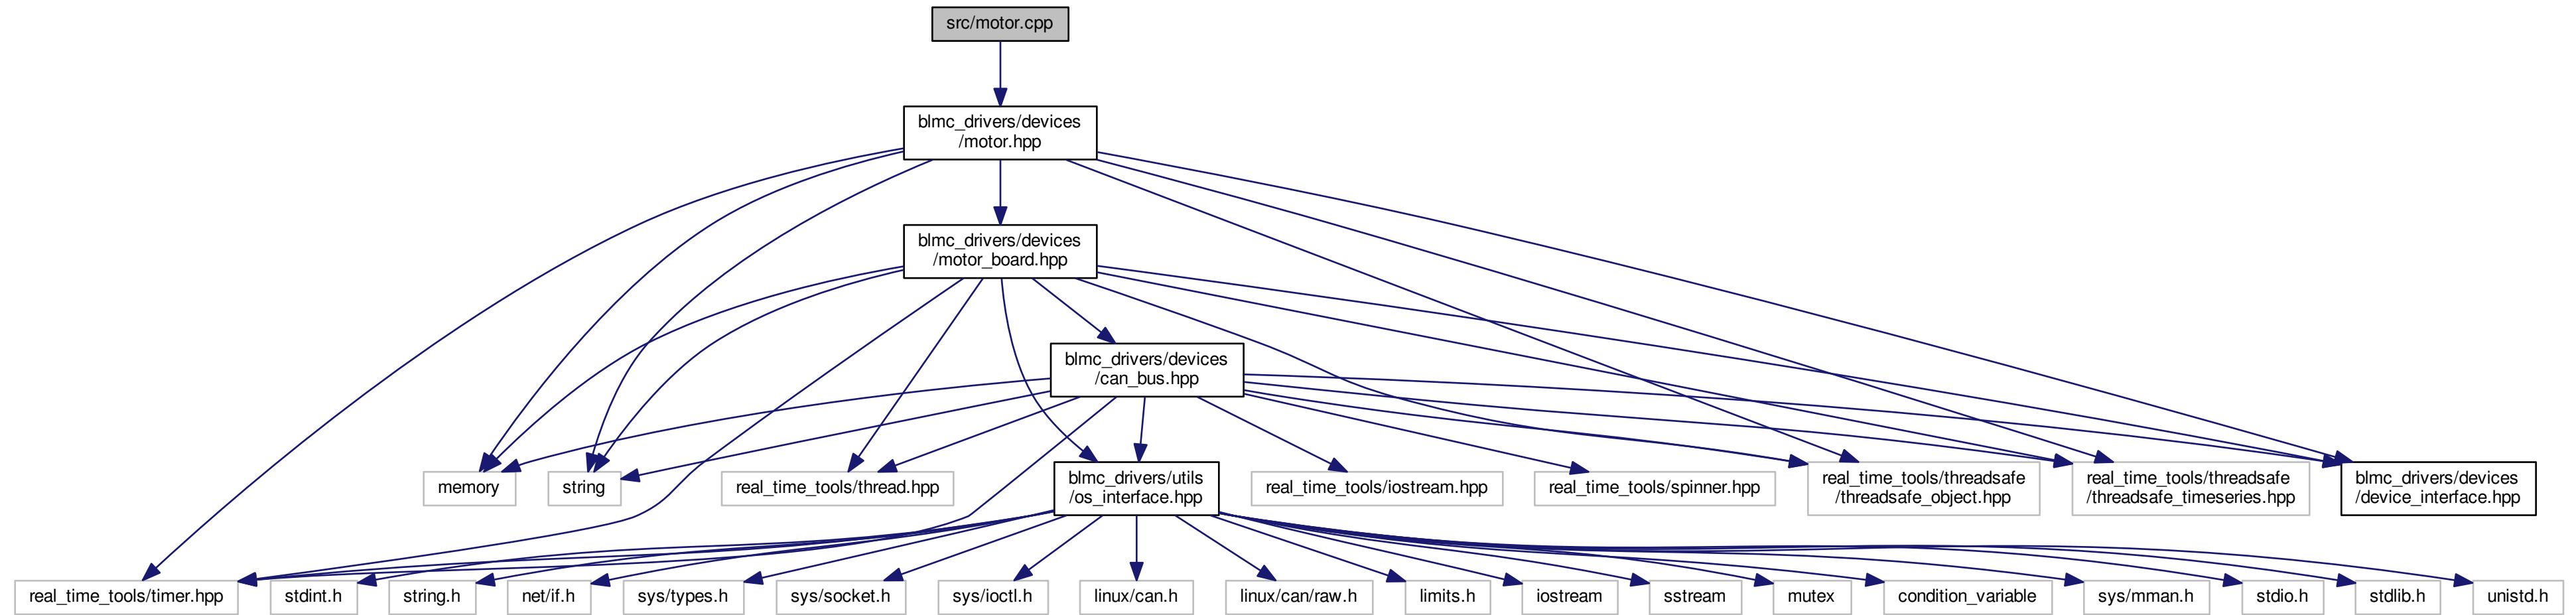 src/motor.cpp
blmc_drivers/devices
/motor.hpp
blmc_drivers/devices
/motor_board.hpp
blmc_drivers/devices
/can_bus.hpp
memory
string
real_time_tools/thread.hpp
blmc_drivers/utils
/os_interface.hpp
real_time_tools/iostream.hpp
real_time_tools/spinner.hpp
real_time_tools/threadsafe
/threadsafe_object.hpp
real_time_tools/threadsafe
/threadsafe_timeseries.hpp
blmc_drivers/devices
/device_interface.hpp
real_time_tools/timer.hpp
stdint.h
string.h
net/if.h
sys/types.h
sys/socket.h
sys/ioctl.h
linux/can.h
linux/can/raw.h
limits.h
iostream
sstream
mutex
condition_variable
sys/mman.h
stdio.h
stdlib.h
unistd.h